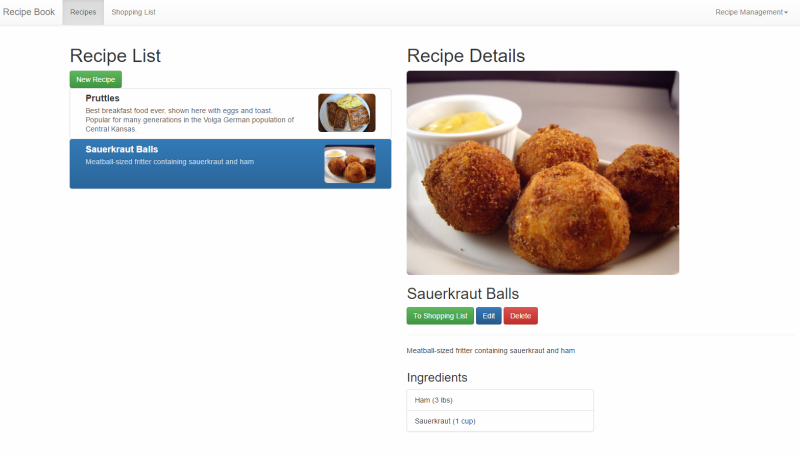 Recipe Book
Recipes
Shopping List
Recipe Management
Recipe List
New Recipe
Prutties
Best breakfast food ever, shown here with eggs and toast.
Popular for many generations in the Volga German population of
Central Kansas.
Sauerkraut Balls
Meatball-sized fritter containing sauerkraut and ham
Recipe Details
Sauerkraut Balls
To Shopping List
Edit
Delete
Meatball-sized fritter containing sauerkraut and ham
Ingredients
Ham (3 lbs)
Sauerkraut (1 cup)